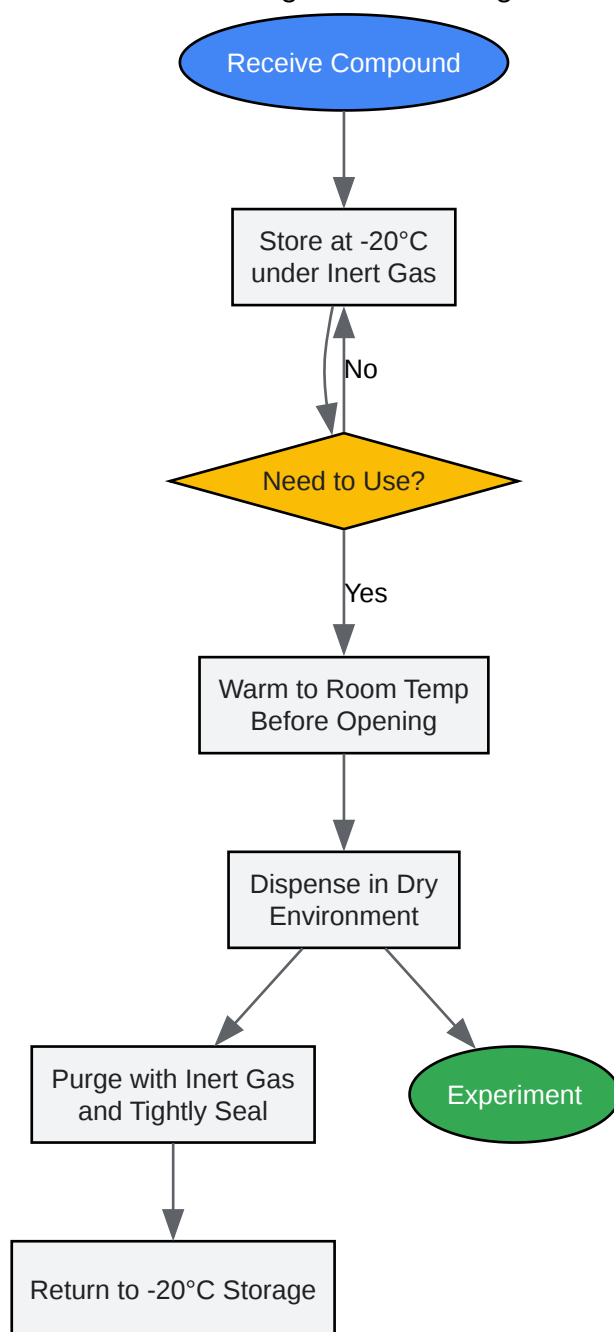 Receive Compound
Store at -20°C
under Inert Gas
No
Need to Use?
Yes
Warm to Room Temp
Before Opening
Dispense in Dry
Environment
Purge with Inert Gas
and Tightly Seal
Experiment
Return to -20°C Storage